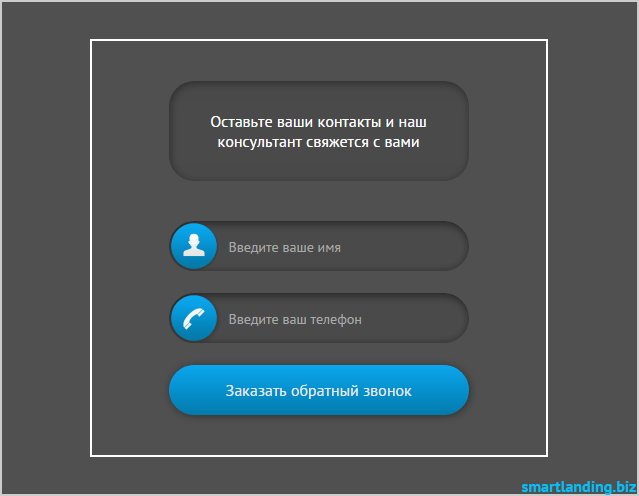 Оставьте ваши контакты и наш
консультант свяжется с вами
Введите ваше имя
Введите ваш телефон
Заказать обратный звонок
smartlanding.biz